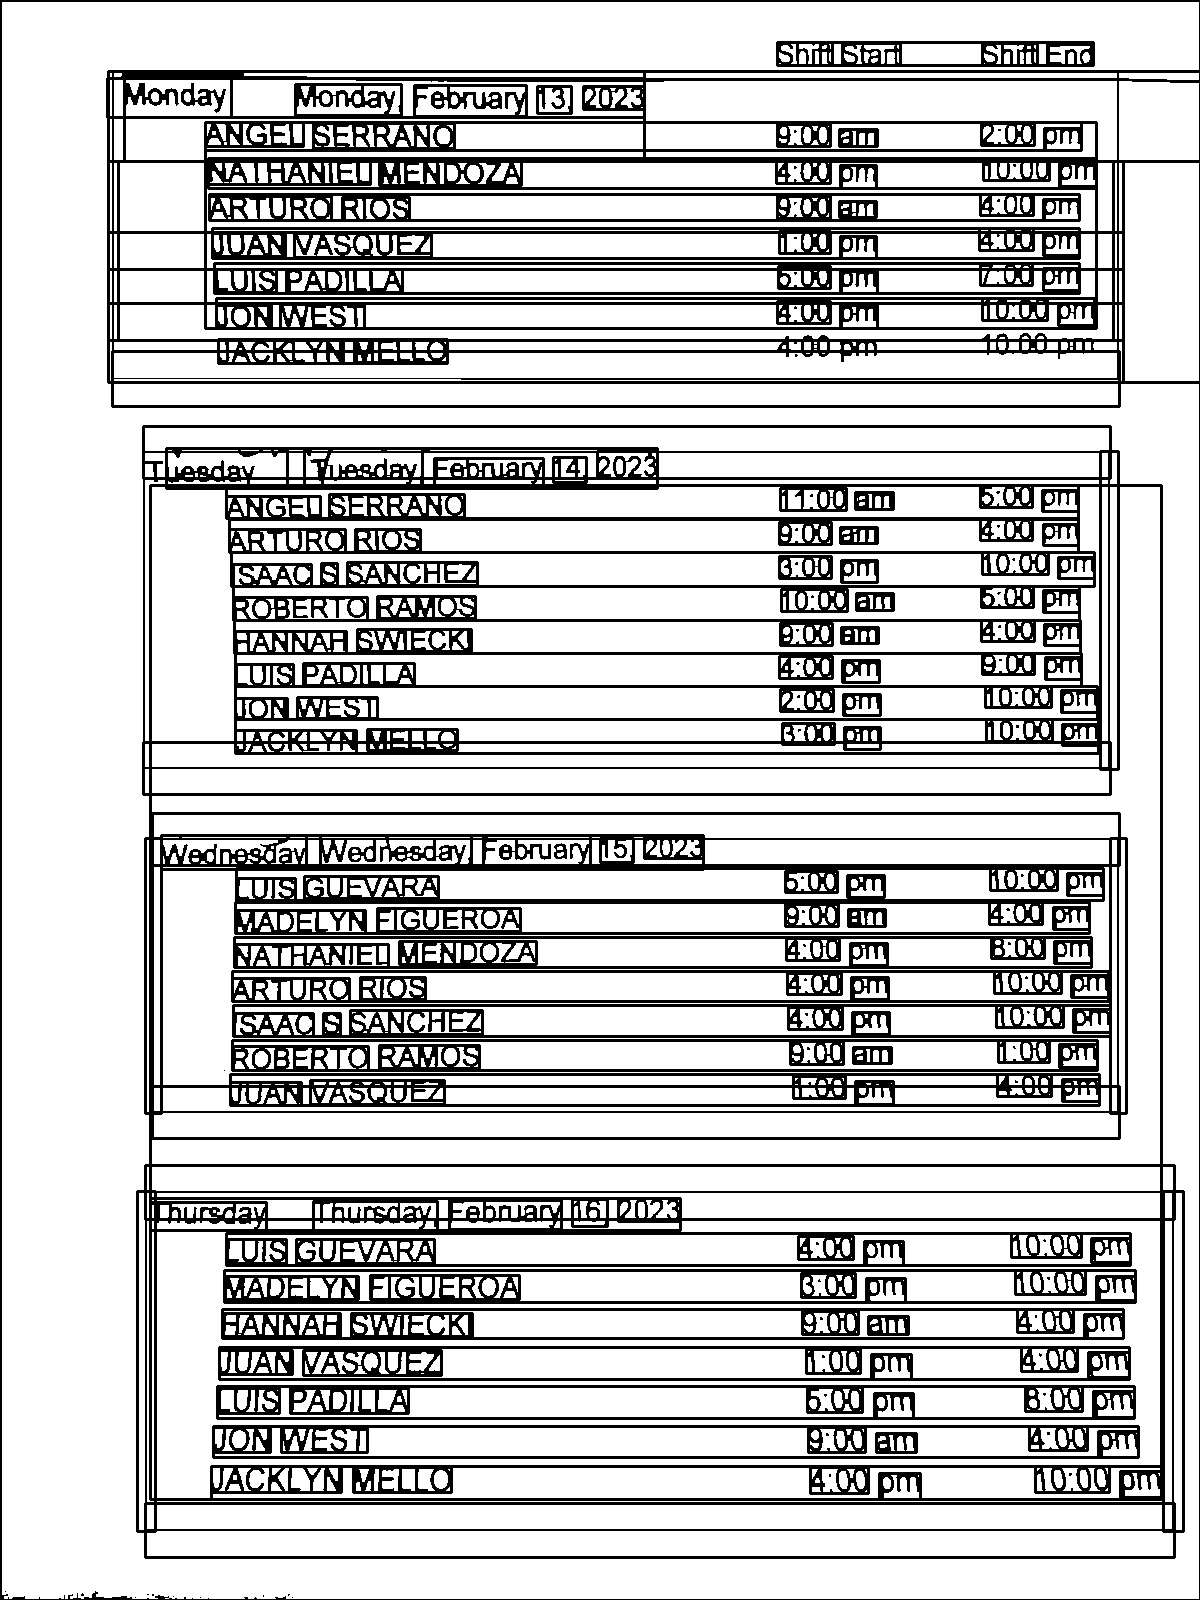 Shift Start Shift End
Monday Monday, February 13, 2023
ANGEL SERRANO 9:00 am 2:00 pm
NATHANIEL MENDOZA 4:00 pm 10:00 pm
ARTURO RIOS 9:00 am 4:00 pm
JUAN VASQUEZ 1:00 pm 4:00 pm
LUIS PADILLA 5:00 pm 7:00 pm
JON WEST 4:00 pm 10:00 pm
JACKLYN MELLO 4:00 pm 10:00 pm
Tuesday Tuesday, February 14, 2023
ANGEL SERRANO 11:00 am 5:00 pm
ARTURO RIOS 9:00 am 4:00 pm
ISAAC S SANCHEZ 3:00 pm 10:00 pm
ROBERTO RAMOS 10:00 am 5:00 pm
HANNAH SWIECKI 9:00 am 4:00 pm
LUIS PADILLA 4:00 pm 9:00 pm
JON WEST 2:00 pm 10:00 pm
JACKLYN MELLO 3:00 pm 10:00 pm
Wednesday Wednesday, February 15, 2023
LUIS GUEVARA 5:00 pm 10:00 pm
MADELYN FIGUEROA 9:00 am 4:00 pm
NATHANIEL MENDOZA 4:00 pm 8:00 pm
ARTURO RIOS 4:00 pm 10:00 pm
ISAAC S SANCHEZ 4:00 pm 10:00 pm
ROBERTO RAMOS 9:00 am 1:00 pm
JUAN VASQUEZ 1:00 pm 4:00 pm
Thursday Thursday, February 16, 2023
LUIS GUEVARA 4:00 pm 10:00 pm
MADELYN FIGUEROA 3:00 pm 10:00 pm
HANNAH SWIECKI 9:00 am 4:00 pm
JUAN VASQUEZ 1:00 pm 4:00 pm
LUIS PADILLA 5:00 pm 8:00 pm
JON WEST 9:00 am 4:00 pm
JACKLYN MELLO 4:00 pm 10:00 pm